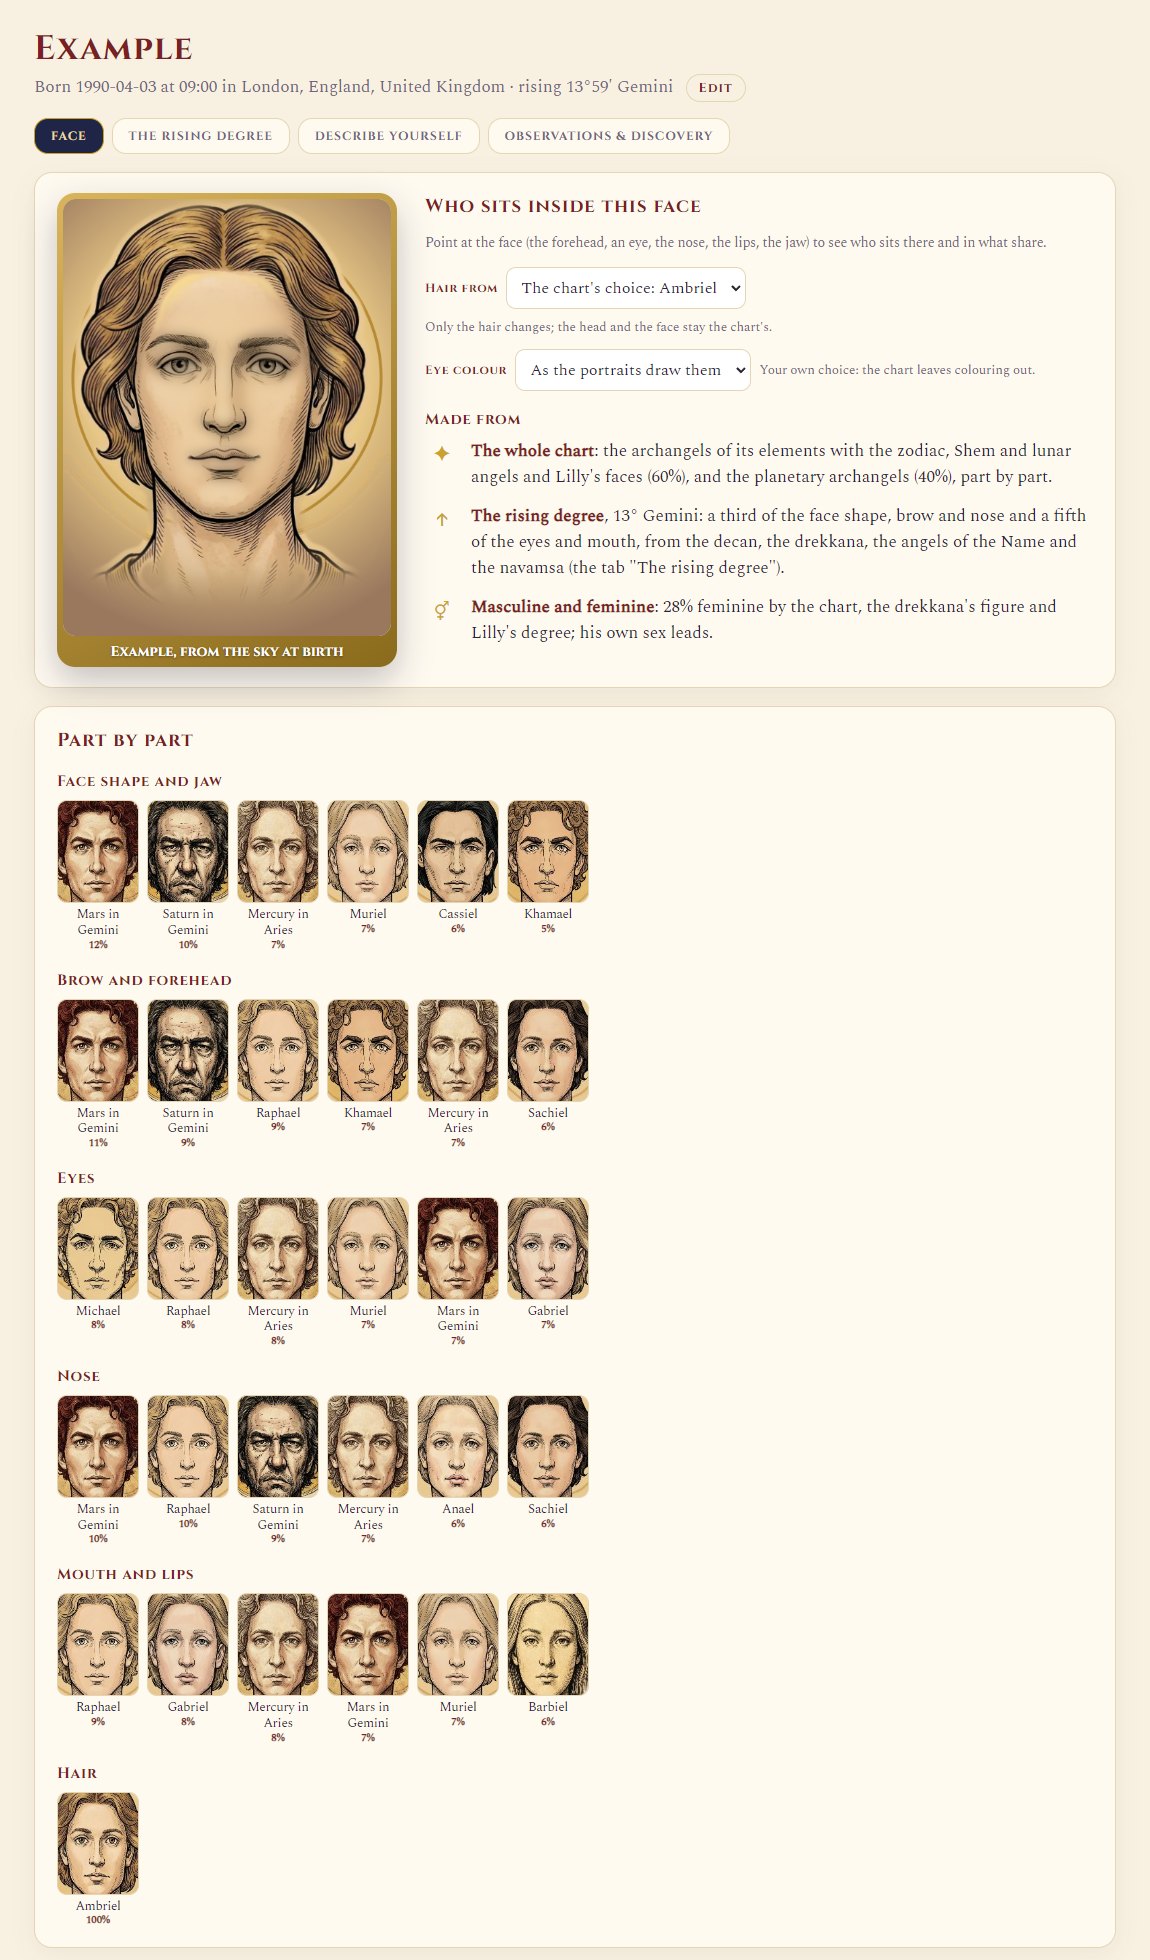 Example
Born 1990-04-03 at 09:00 in London, England, United Kingdom · rising 13°59' Gemini Edit
Face The Rising Degree Describe Yourself Observations & Discovery
Example, from the sky at birth
Who sits inside this face
Point at the face (the forehead, an eye, the nose, the lips, the jaw) to see who sits there and in what share.
Hair from The chart's choice: Ambriel
Only the hair changes; the head and the face stay the chart's.
Eye colour As the portraits draw them Your own choice: the chart leaves colouring out.
Made from
The whole chart: the archangels of its elements with the zodiac, Shem and lunar
angels and Lilly's faces (60%), and the planetary archangels (40%), part by part.
The rising degree, 13° Gemini: a third of the face shape, brow and nose and a fifth
of the eyes and mouth, from the decan, the drekkana, the angels of the Name and
the navamsa (the tab "The rising degree").
Masculine and feminine: 28% feminine by the chart, the drekkana's figure and
Lilly's degree; his own sex leads.
Part by part
Face shape and jaw
Mars in Gemini 12%
Saturn in Gemini 10%
Mercury in Aries 7%
Muriel 7%
Cassiel 6%
Khamael 5%
Brow and forehead
Mars in Gemini 11%
Saturn in Gemini 9%
Raphael 9%
Khamael 7%
Mercury in Aries 7%
Sachiel 6%
Eyes
Michael 8%
Raphael 8%
Mercury in Aries 8%
Muriel 7%
Mars in Gemini 7%
Gabriel 7%
Nose
Mars in Gemini 10%
Raphael 10%
Saturn in Gemini 9%
Mercury in Aries 7%
Anael 6%
Sachiel 6%
Mouth and lips
Raphael 9%
Gabriel 8%
Mercury in Aries 8%
Mars in Gemini 7%
Muriel 7%
Barbiel 6%
Hair
Ambriel 100%